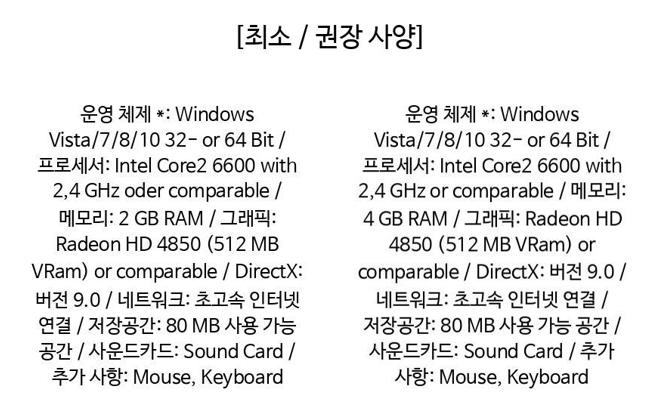 [최소 / 권장 사양]
운영 체제 *: Windows
Vista/7/8/10 32- or 64 Bit /
프로세서: Intel Core2 6600 with
2,4 GHz oder comparable /
메모리: 2 GB RAM / 그래픽:
Radeon HD 4850 (512 MB
VRam) or comparable / DirectX:
버전 9.0 / 네트워크: 초고속 인터넷
연결 / 저장공간: 80 MB 사용 가능
공간 / 사운드카드: Sound Card /
추가 사항: Mouse, Keyboard
운영 체제 *: Windows
Vista/7/8/10 32- or 64 Bit /
프로세서: Intel Core2 6600 with
2,4 GHz or comparable / 메모리:
4 GB RAM / 그래픽: Radeon HD
4850 (512 MB VRam) or
comparable / DirectX: 버전 9.0 /
네트워크: 초고속 인터넷 연결 /
저장공간: 80 MB 사용 가능 공간 /
사운드카드: Sound Card / 추가
사항: Mouse, Keyboard